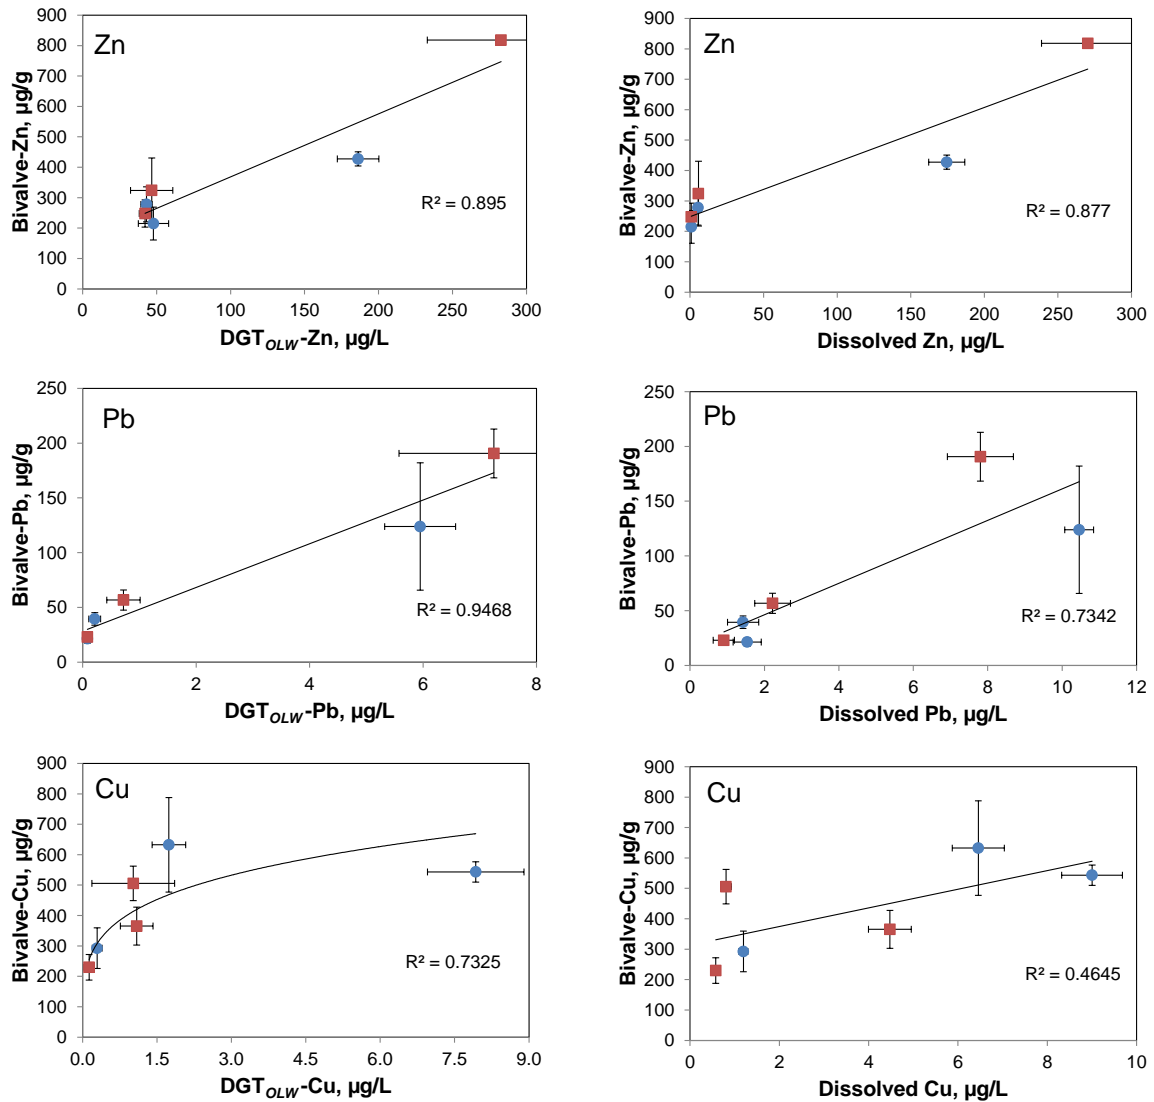 Zn
Bivalve-Zn, µg/g
900
800
700
600
500
400
300
200
100
0
R² = 0.895
0 50 100 150 200 250 300
DGT_OLW-Zn, µg/L
Zn
Bivalve-Zn, µg/g
900
800
700
600
500
400
300
200
100
0
R² = 0.877
0 50 100 150 200 250 300
Dissolved Zn, µg/L
Pb
Bivalve-Pb, µg/g
250
200
150
100
50
0
R² = 0.9468
0 2 4 6 8
DGT_OLW-Pb, µg/L
Pb
Bivalve-Pb, µg/g
250
200
150
100
50
0
R² = 0.7342
0 2 4 6 8 10 12
Dissolved Pb, µg/L
Cu
Bivalve-Cu, µg/g
900
800
700
600
500
400
300
200
100
0
R² = 0.7325
0.0 1.5 3.0 4.5 6.0 7.5 9.0
DGT_OLW-Cu, µg/L
Cu
Bivalve-Cu, µg/g
900
800
700
600
500
400
300
200
100
0
R² = 0.4645
0 2 4 6 8 10
Dissolved Cu, µg/L